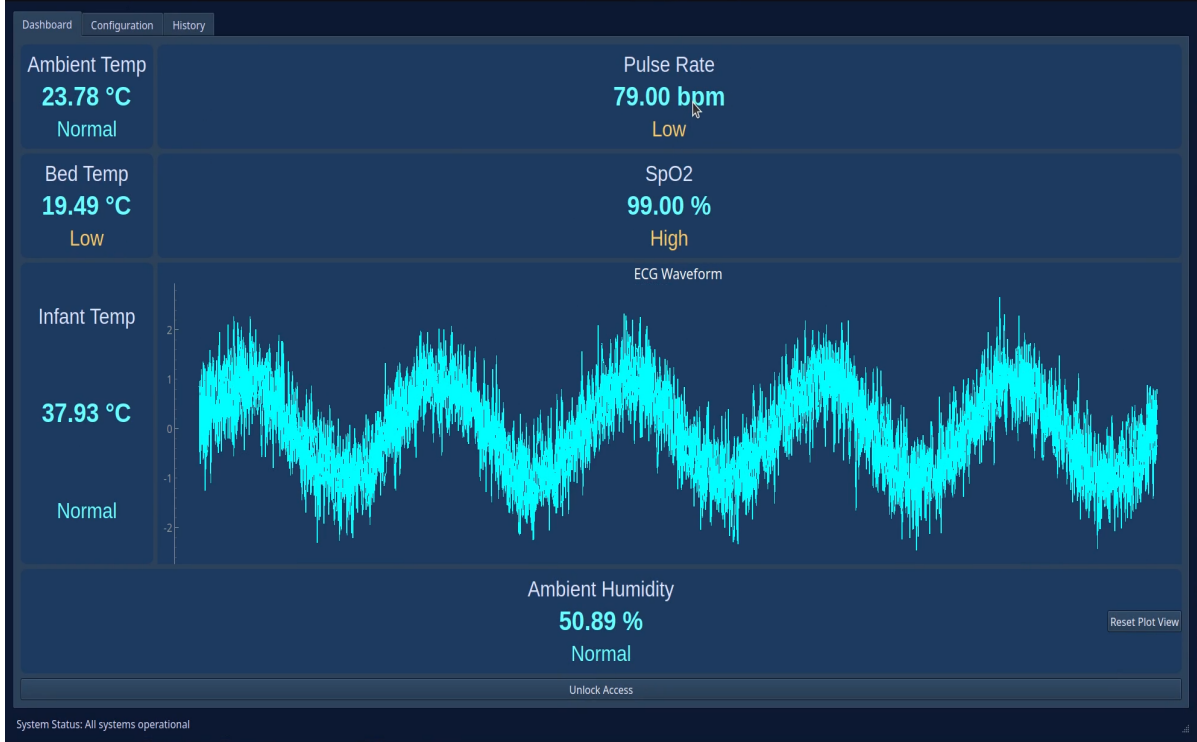 Dashboard Configuration History
Ambient Temp
23.78 °C
Normal
Pulse Rate
79.00 bpm
Low
Bed Temp
19.49 °C
Low
SpO2
99.00 %
High
Infant Temp
37.93 °C
Normal
ECG Waveform
2
1
0
-1
-2
Ambient Humidity
50.89 %
Normal
Reset Plot View
Unlock Access
System Status: All systems operational